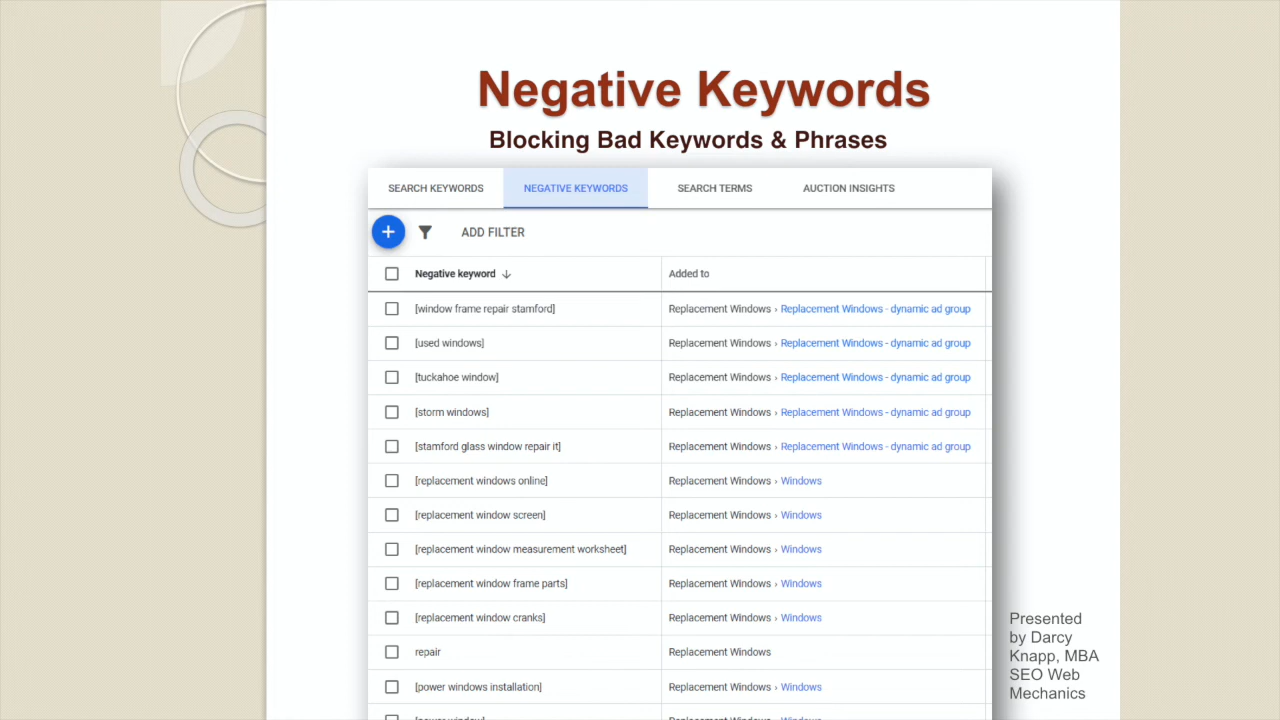 Negative Keywords
Blocking Bad Keywords & Phrases
SEARCH KEYWORDS NEGATIVE KEYWORDS SEARCH TERMS AUCTION INSIGHTS
ADD FILTER
Negative keyword ↓ Added to
[window frame repair stamford] Replacement Windows › Replacement Windows - dynamic ad group
[used windows] Replacement Windows › Replacement Windows - dynamic ad group
[tuckahoe window] Replacement Windows › Replacement Windows - dynamic ad group
[storm windows] Replacement Windows › Replacement Windows - dynamic ad group
[stamford glass window repair it] Replacement Windows › Replacement Windows - dynamic ad group
[replacement windows online] Replacement Windows › Windows
[replacement window screen] Replacement Windows › Windows
[replacement window measurement worksheet] Replacement Windows › Windows
[replacement window frame parts] Replacement Windows › Windows
[replacement window cranks] Replacement Windows › Windows
repair Replacement Windows
[power windows installation] Replacement Windows › Windows
Presented
by Darcy
Knapp, MBA
SEO Web
Mechanics